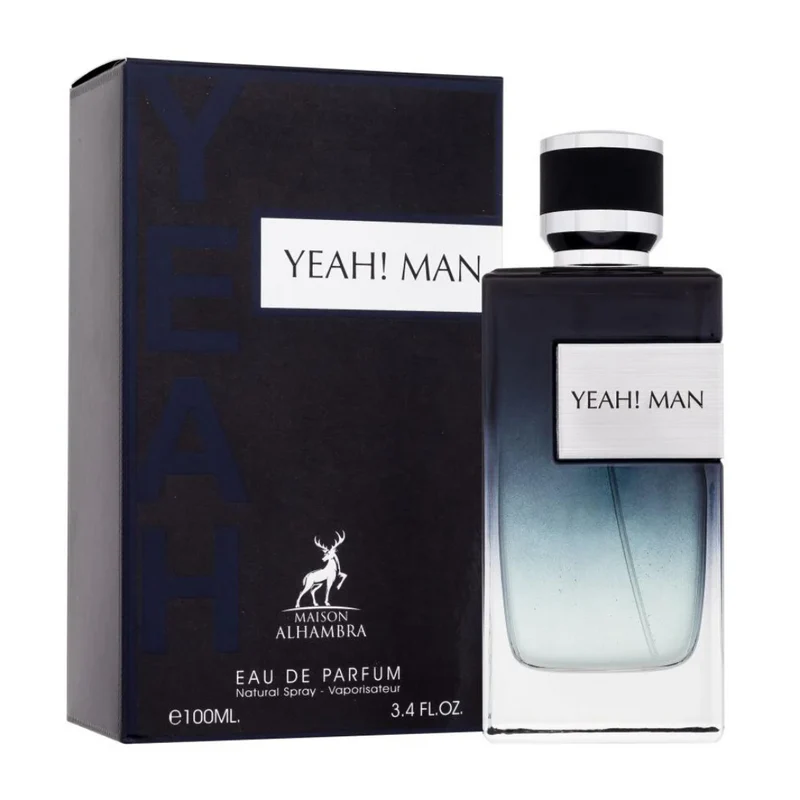 YEAH
YEAH! MAN
MAISON
ALHAMBRA
EAU DE PARFUM
Natural Spray - Vaporisateur
℮100ML.
3.4 FL.OZ.
YEAH! MAN